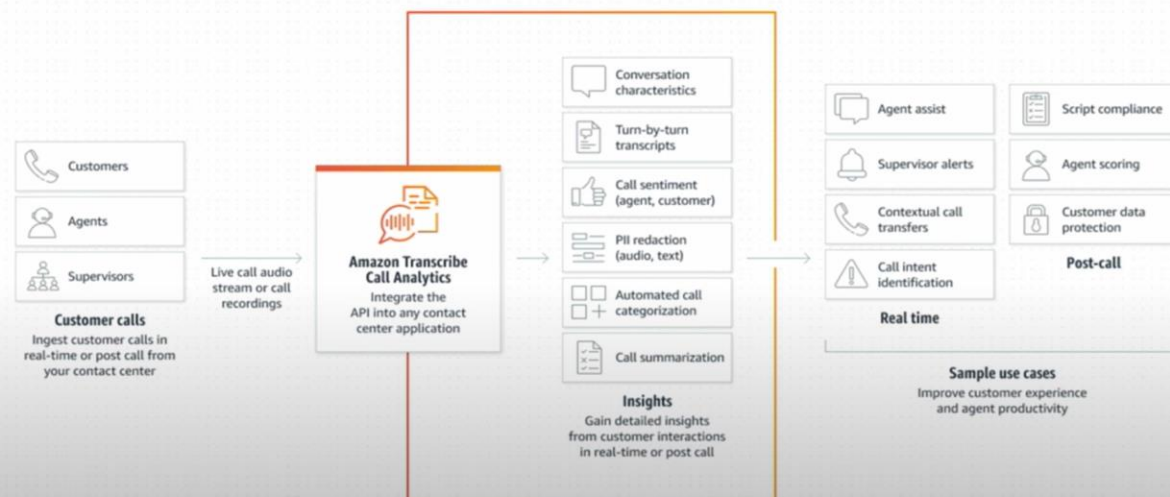 Customers
Agents
Supervisors
Customer calls
Ingest customer calls in
real-time or post call from
your contact center
Live call audio
stream or call
recordings
Amazon Transcribe
Call Analytics
Integrate the
API into any contact
center application
Conversation
characteristics
Turn-by-turn
transcripts
Call sentiment
(agent, customer)
PII redaction
(audio, text)
Automated call
categorization
Call summarization
Insights
Gain detailed insights
from customer interactions
in real-time or post call
Agent assist
Supervisor alerts
Contextual call
transfers
Call intent
identification
Real time
Script compliance
Agent scoring
Customer data
protection
Post-call
Sample use cases
Improve customer experience
and agent productivity